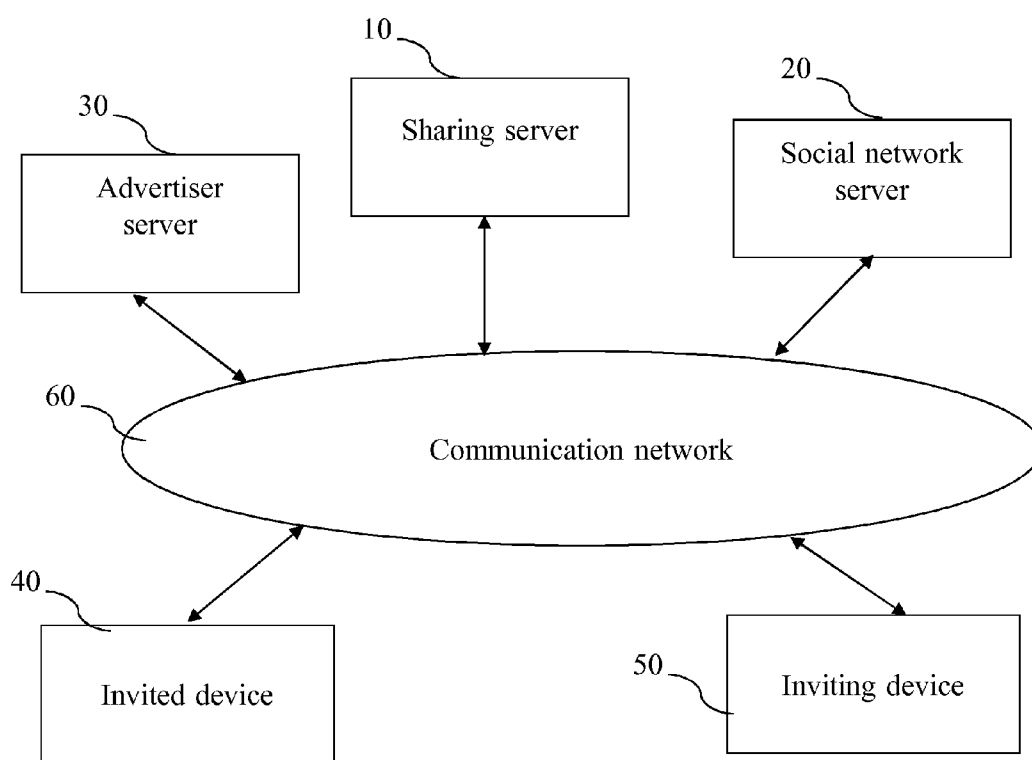 10
20
30
Sharing server
Social network
server
Advertiser
server
60
Communication network
40
50
Invited device
Inviting device